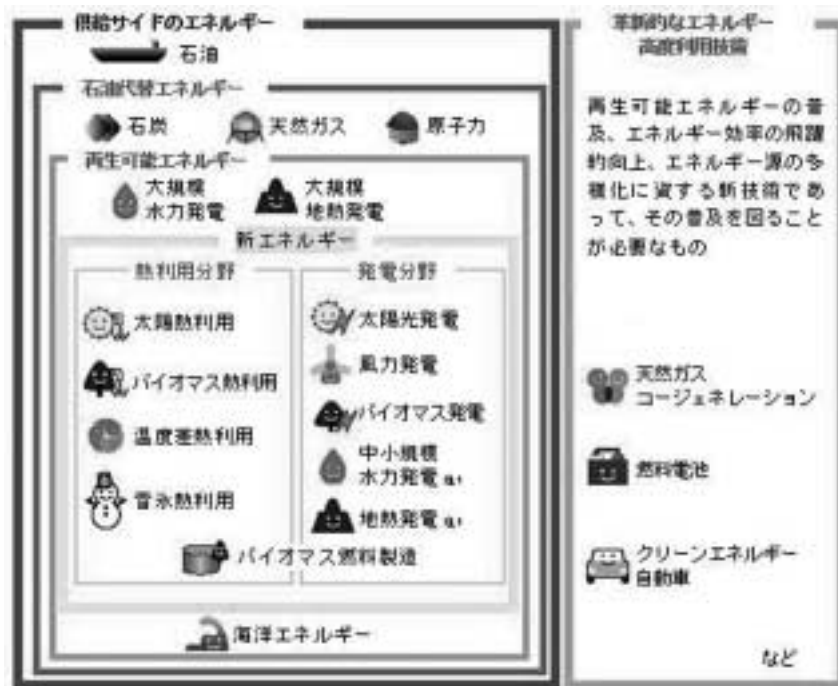 供給サイドのエネルギー
石油
石油代替エネルギー
石炭
天然ガス
原子力
再生可能エネルギー
大規模
水力発電
大規模
地熱発電
新エネルギー
熱利用分野
太陽熱利用
バイオマス熱利用
温度差熱利用
雪氷熱利用
発電分野
太陽光発電
風力発電
バイオマス発電
中小規模
水力発電
地熱発電
バイオマス燃料製造
海洋エネルギー
革新的なエネルギー
高度利用技術
再生可能エネルギーの普
及、エネルギー効率の飛躍
的向上、エネルギー源の多
様化に資する新技術であ
って、その普及を図ること
が必要なもの
天然ガス
コージェネレーション
燃料電池
クリーンエネルギー
自動車
など